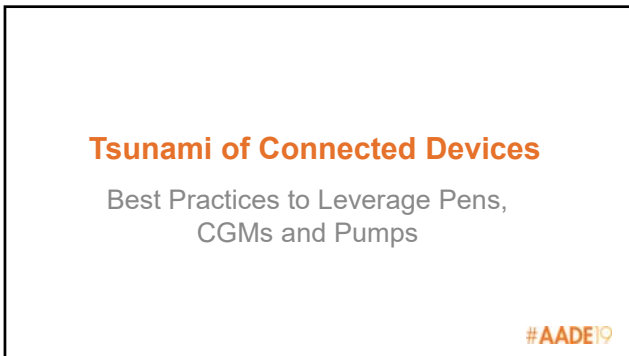 Tsunami of Connected Devices
Best Practices to Leverage Pens,
CGMs and Pumps
#AADE19